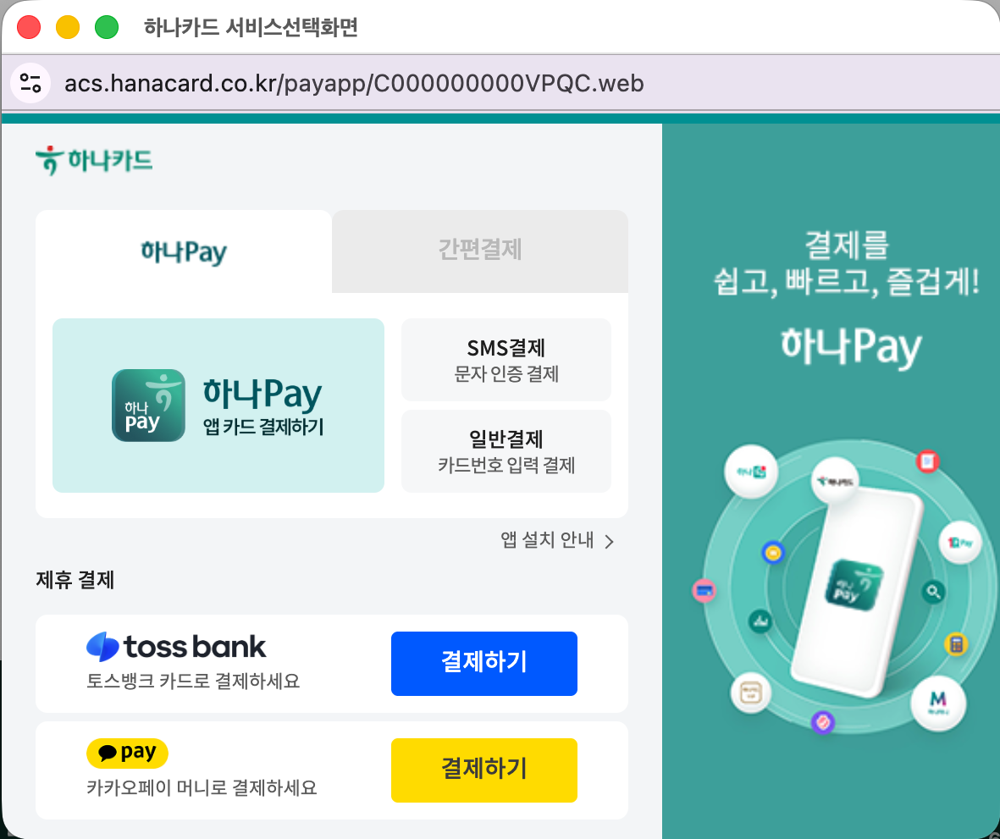 하나카드 서비스선택화면
acs.hanacard.co.kr/payapp/C000000000VPQC.web
하나카드
하나Pay
간편결제
하나
pay
하나Pay
앱 카드 결제하기
SMS결제
문자 인증 결제
일반결제
카드번호 입력 결제
앱 설치 안내
제휴 결제
toss bank
토스뱅크 카드로 결제하세요
결제하기
pay
카카오페이 머니로 결제하세요
결제하기
결제를
쉽고, 빠르고, 즐겁게!
하나Pay
하나
하나카드
Pay
하나
pay
M